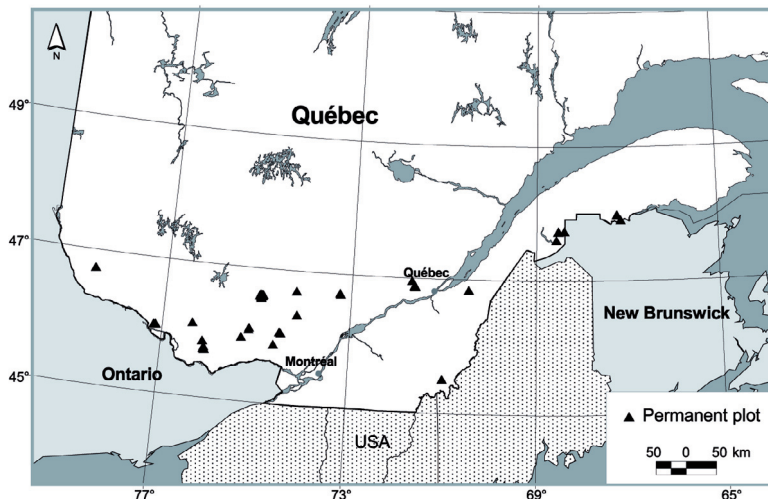 N
49°
Québec
47°
Québec
New Brunswick
Montréal
Ontario
45°
▲ Permanent plot
USA
50 0 50 km
77° 73° 69° 65°